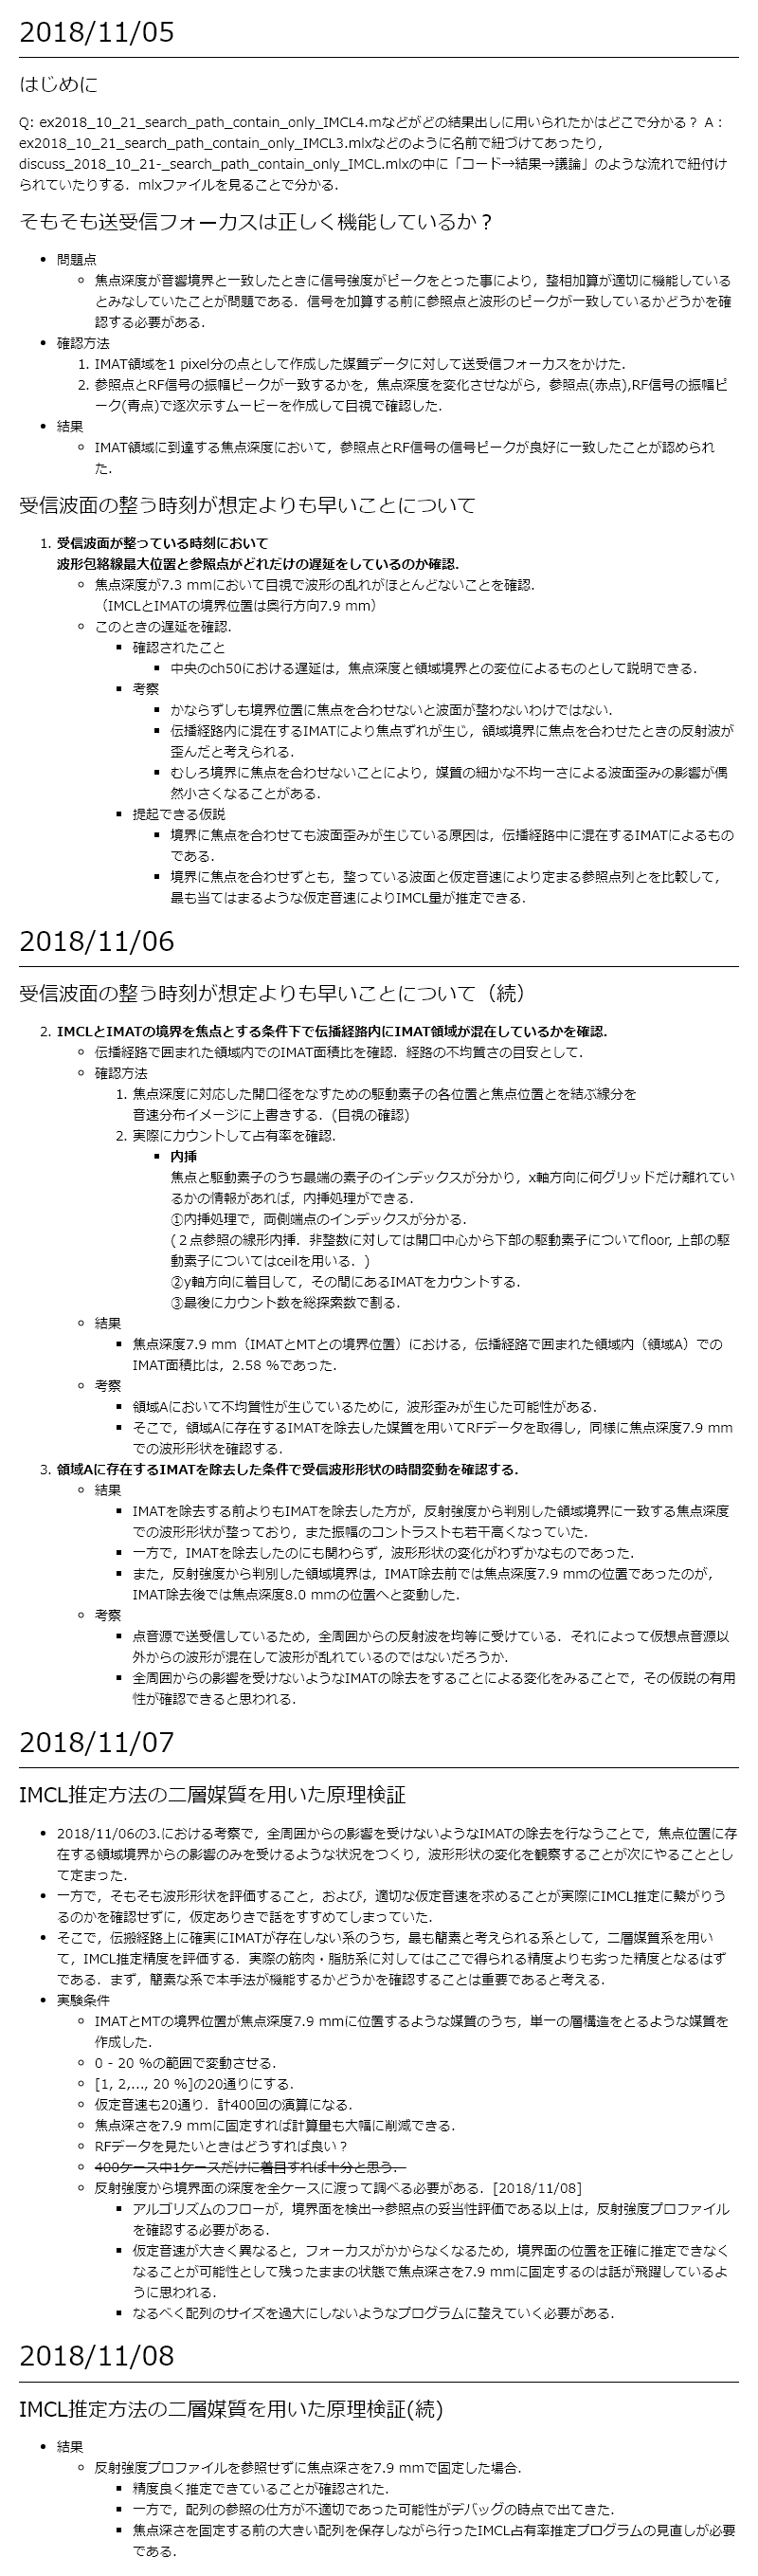 2018/11/05
はじめに
Q: ex2018_10_21_search_path_contain_only_IMCL4.mなどがどの結果出しに用いられたかはどこで分かる？ A：
ex2018_10_21_search_path_contain_only_IMCL3.mlxなどのように名前で紐づけてあったり，
discuss_2018_10_21-_search_path_contain_only_IMCL.mlxの中に「コード→結果→議論」のような流れで紐付け
られていたりする．mlxファイルを見ることで分かる．
そもそも送受信フォーカスは正しく機能しているか？
• 問題点
◦ 焦点深度が音響境界と一致したときに信号強度がピークをとった事により，整相加算が適切に機能している
とみなしていたことが問題である．信号を加算する前に参照点と波形のピークが一致しているかどうかを確
認する必要がある．
• 確認方法
1. IMAT領域を1 pixel分の点として作成した媒質データに対して送受信フォーカスをかけた．
2. 参照点とRF信号の振幅ピークが一致するかを，焦点深度を変化させながら，参照点(赤点),RF信号の振幅ピ
ーク(青点)で逐次示すムービーを作成して目視で確認した．
• 結果
◦ IMAT領域に到達する焦点深度において，参照点とRF信号の信号ピークが良好に一致したことが認められ
た．
受信波面の整う時刻が想定よりも早いことについて
1. 受信波面が整っている時刻において
波形包絡線最大位置と参照点がどれだけの遅延をしているのか確認．
◦ 焦点深度が7.3 mmにおいて目視で波形の乱れがほとんどないことを確認．
（IMCLとIMATの境界位置は奥行方向7.9 mm）
◦ このときの遅延を確認．
▪ 確認されたこと
▪ 中央のch50における遅延は，焦点深度と領域境界との変位によるものとして説明できる．
▪ 考察
▪ かならずしも境界位置に焦点を合わせないと波面が整わないわけではない．
▪ 伝播経路内に混在するIMATにより焦点ずれが生じ，領域境界に焦点を合わせたときの反射波が
歪んだと考えられる．
▪ むしろ境界に焦点を合わせないことにより，媒質の細かな不均一さによる波面歪みの影響が偶
然小さくなることがある．
▪ 提起できる仮説
▪ 境界に焦点を合わせても波面歪みが生じている原因は，伝播経路中に混在するIMATによるもの
である．
▪ 境界に焦点を合わせずとも，整っている波面と仮定音速により定まる参照点列とを比較して，
最も当てはまるような仮定音速によりIMCL量が推定できる．
2018/11/06
受信波面の整う時刻が想定よりも早いことについて（続）
2. IMCLとIMATの境界を焦点とする条件下で伝播経路内にIMAT領域が混在しているかを確認．
◦ 伝播経路で囲まれた領域内でのIMAT面積比を確認．経路の不均質さの目安として．
◦ 確認方法
1. 焦点深度に対応した開口径をなすための駆動素子の各位置と焦点位置とを結ぶ線分を
音速分布イメージに上書きする．(目視の確認)
2. 実際にカウントして占有率を確認．
▪ 内挿
焦点と駆動素子のうち最端の素子のインデックスが分かり，x軸方向に何グリッドだけ離れてい
るかの情報があれば，内挿処理ができる．
①内挿処理で，両側端点のインデックスが分かる．
(２点参照の線形内挿．非整数に対しては開口中心から下部の駆動素子についてfloor, 上部の駆
動素子についてはceilを用いる．)
②y軸方向に着目して，その間にあるIMATをカウントする．
③最後にカウント数を総探索数で割る．
◦ 結果
▪ 焦点深度7.9 mm（IMATとMTとの境界位置）における，伝播経路で囲まれた領域内（領域A）での
IMAT面積比は，2.58 %であった．
◦ 考察
▪ 領域Aにおいて不均質性が生じているために，波形歪みが生じた可能性がある．
▪ そこで，領域Aに存在するIMATを除去した媒質を用いてRFデータを取得し，同様に焦点深度7.9 mm
での波形形状を確認する．
3. 領域Aに存在するIMATを除去した条件で受信波形形状の時間変動を確認する．
◦ 結果
▪ IMATを除去する前よりもIMATを除去した方が，反射強度から判別した領域境界に一致する焦点深度
での波形形状が整っており，また振幅のコントラストも若干高くなっていた．
▪ 一方で，IMATを除去したのにも関わらず，波形形状の変化がわずかなものであった．
▪ また，反射強度から判別した領域境界は，IMAT除去前では焦点深度7.9 mmの位置であったのが，
IMAT除去後では焦点深度8.0 mmの位置へと変動した．
◦ 考察
▪ 点音源で送受信しているため，全周囲からの反射波を均等に受けている．それによって仮想点音源以
外からの波形が混在して波形が乱れているのではないだろうか．
▪ 全周囲からの影響を受けないようなIMATの除去をすることによる変化をみることで，その仮説の有用
性が確認できると思われる．
2018/11/07
IMCL推定方法の二層媒質を用いた原理検証
• 2018/11/06の3.における考察で，全周囲からの影響を受けないようなIMATの除去を行なうことで，焦点位置に存
在する領域境界からの影響のみを受けるような状況をつくり，波形形状の変化を観察することが次にやることとし
て定まった．
• 一方で，そもそも波形形状を評価すること，および，適切な仮定音速を求めることが実際にIMCL推定に繋がりう
るのかを確認せずに，仮定ありきで話をすすめてしまっていた．
• そこで，伝搬経路上に確実にIMATが存在しない系のうち，最も簡素と考えられる系として，二層媒質系を用い
て，IMCL推定精度を評価する．実際の筋肉・脂肪系に対してはここで得られる精度よりも劣った精度となるはず
である．まず，簡素な系で本手法が機能するかどうかを確認することは重要であると考える．
• 実験条件
◦ IMATとMTの境界位置が焦点深度7.9 mmに位置するような媒質のうち，単一の層構造をとるような媒質を
作成した．
◦ 0 - 20 %の範囲で変動させる．
◦ [1, 2,..., 20 %]の20通りにする．
◦ 仮定音速も20通り．計400回の演算になる．
◦ 焦点深さを7.9 mmに固定すれば計算量も大幅に削減できる．
◦ RFデータを見たいときはどうすれば良い？
◦ 400ケース中1ケースだけに着目すれば十分と思う．
◦ 反射強度から境界面の深度を全ケースに渡って調べる必要がある．[2018/11/08]
▪ アルゴリズムのフローが，境界面を検出→参照点の妥当性評価である以上は，反射強度プロファイル
を確認する必要がある．
▪ 仮定音速が大きく異なると，フォーカスがかからなくなるため，境界面の位置を正確に推定できなく
なることが可能性として残ったままの状態で焦点深さを7.9 mmに固定するのは話が飛躍しているよ
うに思われる．
▪ なるべく配列のサイズを過大にしないようなプログラムに整えていく必要がある．
2018/11/08
IMCL推定方法の二層媒質を用いた原理検証(続)
• 結果
◦ 反射強度プロファイルを参照せずに焦点深さを7.9 mmで固定した場合．
▪ 精度良く推定できていることが確認された．
▪ 一方で，配列の参照の仕方が不適切であった可能性がデバッグの時点で出てきた．
▪ 焦点深さを固定する前の大きい配列を保存しながら行ったIMCL占有率推定プログラムの見直しが必要
である．